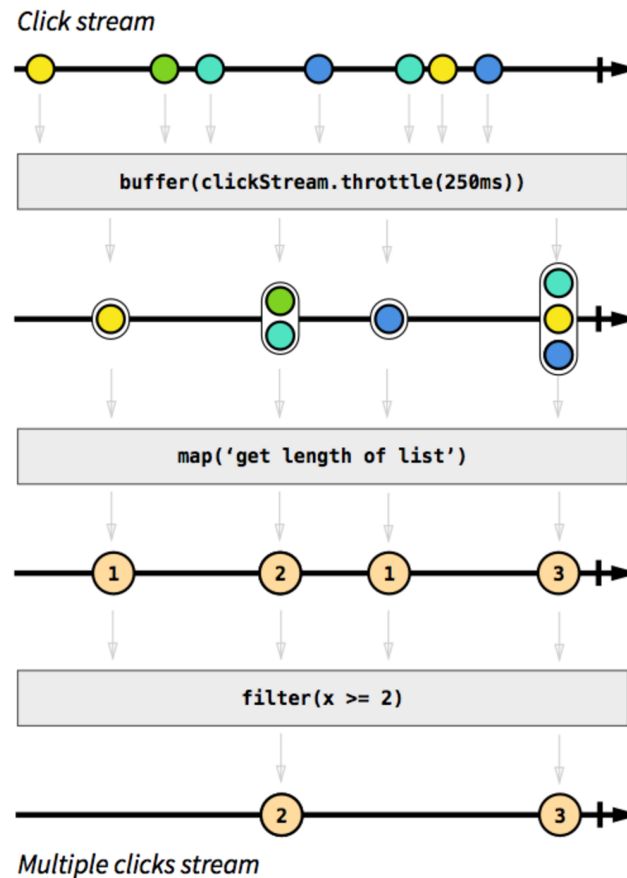 Click stream
buffer(clickStream.throttle(250ms))
map(‘get length of list’)
1 2 1 3
filter(x >= 2)
2 3
Multiple clicks stream